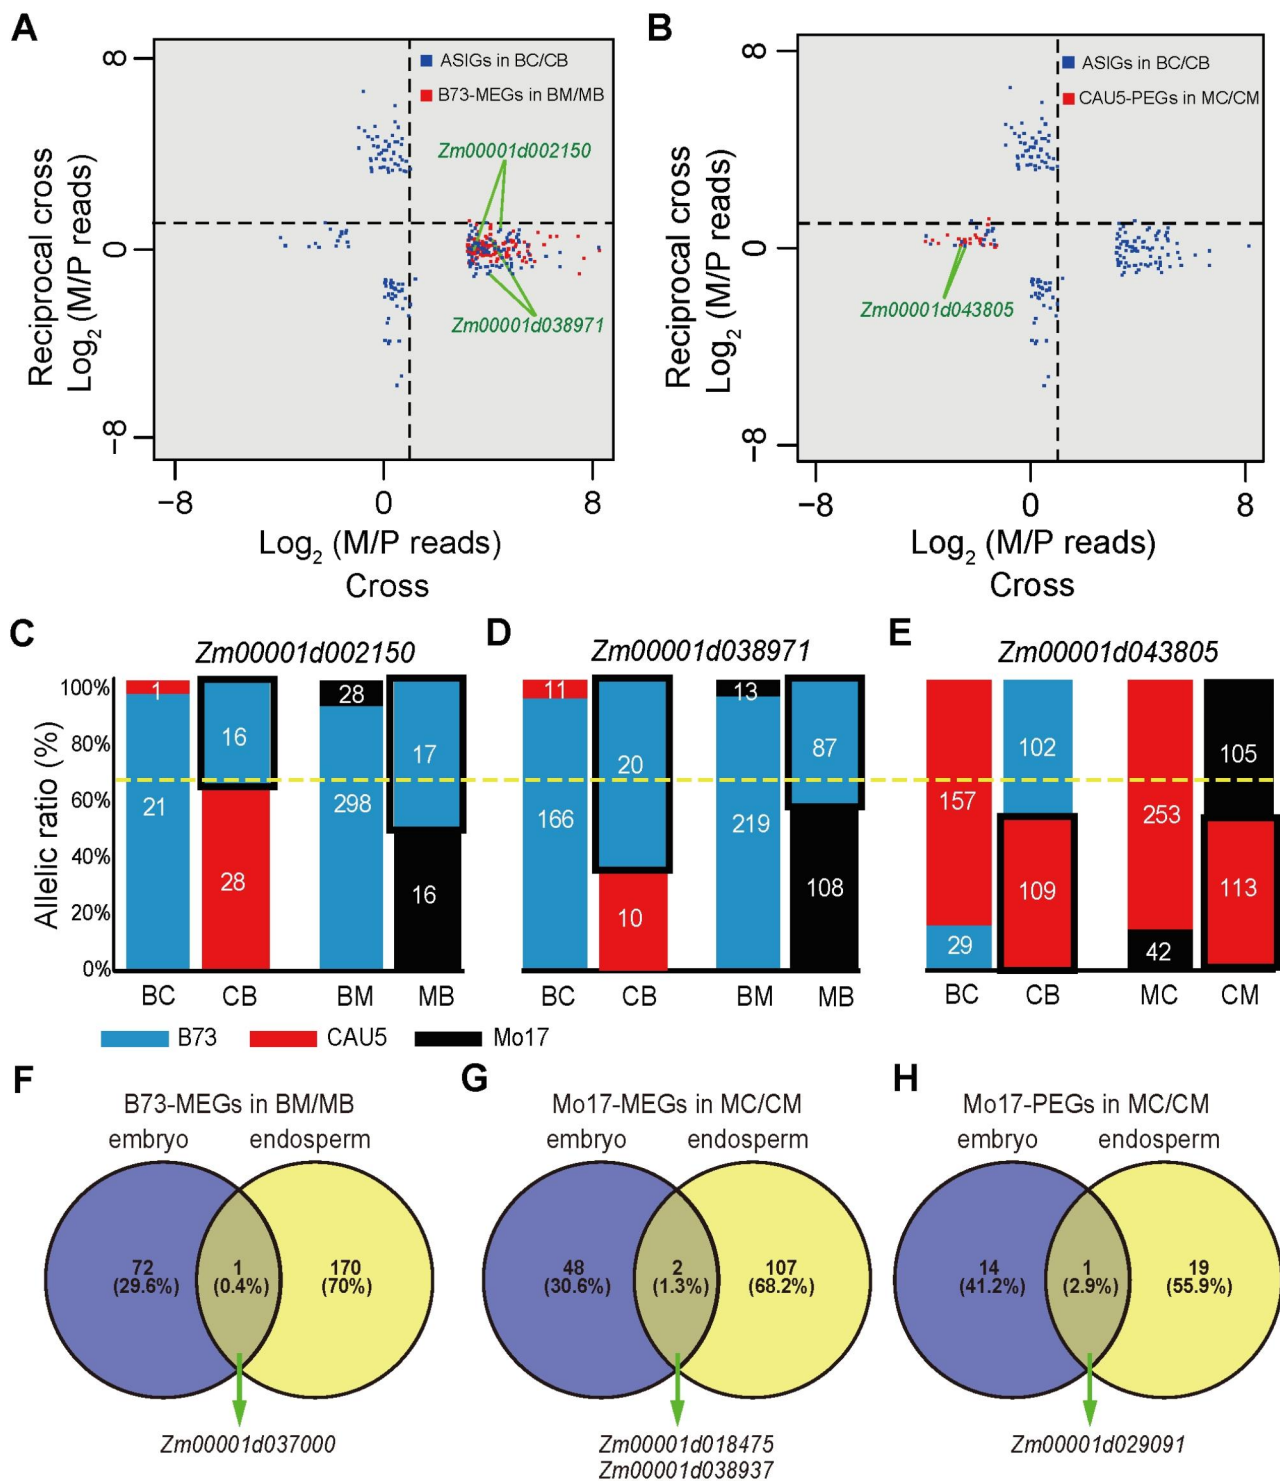 A
8
0
−8
Reciprocal cross
Log2 (M/P reads)
ASIGs in BC/CB
B73-MEGs in BM/MB
Zm00001d002150
Zm00001d038971
−8
0
8
Log2 (M/P reads)
Cross
B
8
0
−8
Reciprocal cross
Log2 (M/P reads)
ASIGs in BC/CB
CAU5-PEGs in MC/CM
Zm00001d043805
−8
0
8
Log2 (M/P reads)
Cross
C
Zm00001d002150
Allelic ratio (%)
100%
80%
60%
40%
20%
0%
1
21
16
28
28
298
17
16
BC
CB
BM
MB
D
Zm00001d038971
11
166
20
10
13
219
87
108
BC
CB
BM
MB
E
Zm00001d043805
157
29
102
109
253
42
105
113
BC
CB
MC
CM
B73
CAU5
Mo17
F
B73-MEGs in BM/MB
embryo
endosperm
72
(29.6%)
1
(0.4%)
170
(70%)
Zm00001d037000
G
Mo17-MEGs in MC/CM
embryo
endosperm
48
(30.6%)
2
(1.3%)
107
(68.2%)
Zm00001d018475
Zm00001d038937
H
Mo17-PEGs in MC/CM
embryo
endosperm
14
(41.2%)
1
(2.9%)
19
(55.9%)
Zm00001d029091